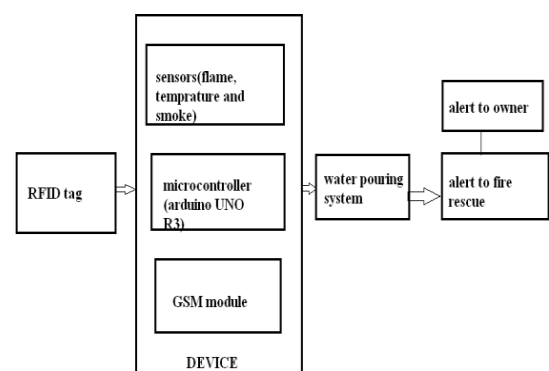 RFID tag
sensors(flame,
temprature and
smoke)
microcontroller
(arduino UNO
R3)
GSM module
DEVICE
water pouring
system
alert to owner
alert to fire
rescue